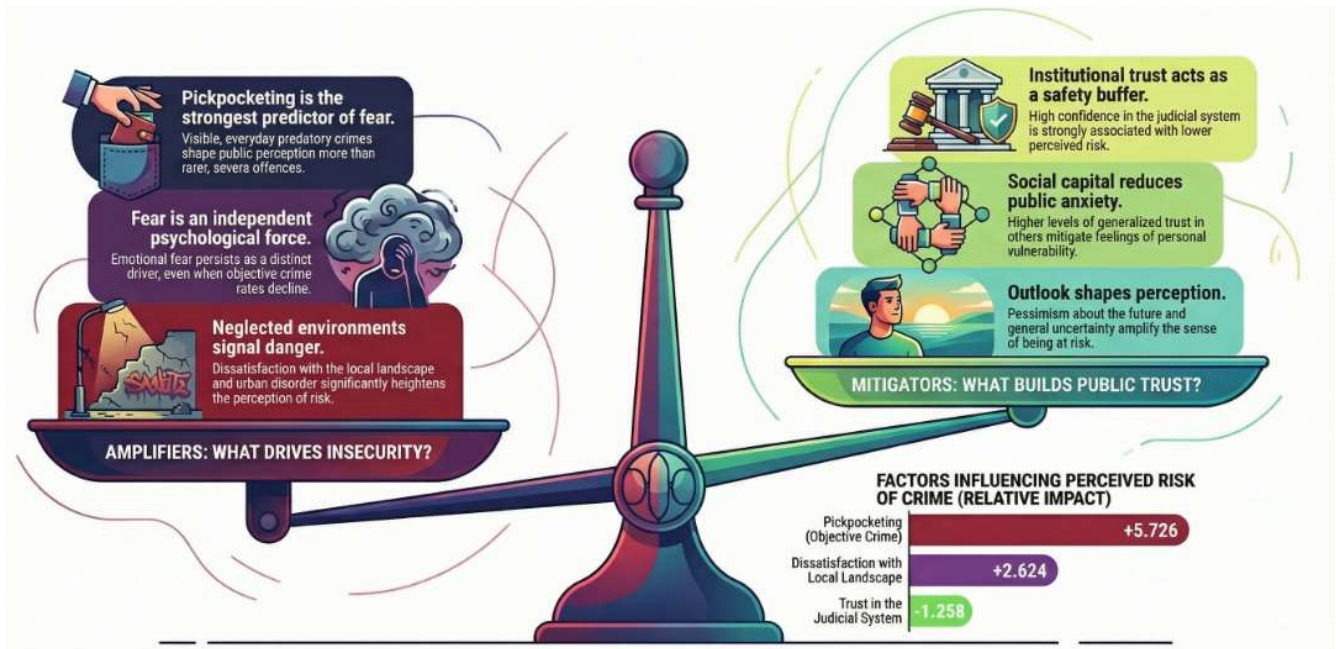 Pickpocketing is the
strongest predictor of fear.
Visible, everyday predatory crimes
shape public perception more than
rarer, severa offences.
Fear is an independent
psychological force.
Emotional fear persists as a distinct
driver, even when objective crime
rates decline.
Neglected environments
signal danger.
Dissatisfaction with the local landscape
and urban disorder significantly heightens
the perception of risk.
AMPLIFIERS: WHAT DRIVES INSECURITY?
Institutional trust acts as
a safety buffer.
High confidence in the judicial system
is strongly associated with lower
perceived risk.
Social capital reduces
public anxiety.
Higher levels of generalized trust in
others mitigate feelings of personal
vulnerability.
Outlook shapes perception.
Pessimism about the future and
general uncertainty amplify the sense
of being at risk.
MITIGATORS: WHAT BUILDS PUBLIC TRUST?
FACTORS INFLUENCING PERCEIVED RISK
OF CRIME (RELATIVE IMPACT)
Pickpocketing
(Objective Crime)
+5.726
Dissatisfaction with
Local Landscape
+2.624
Trust in the
Judicial System
-1.258